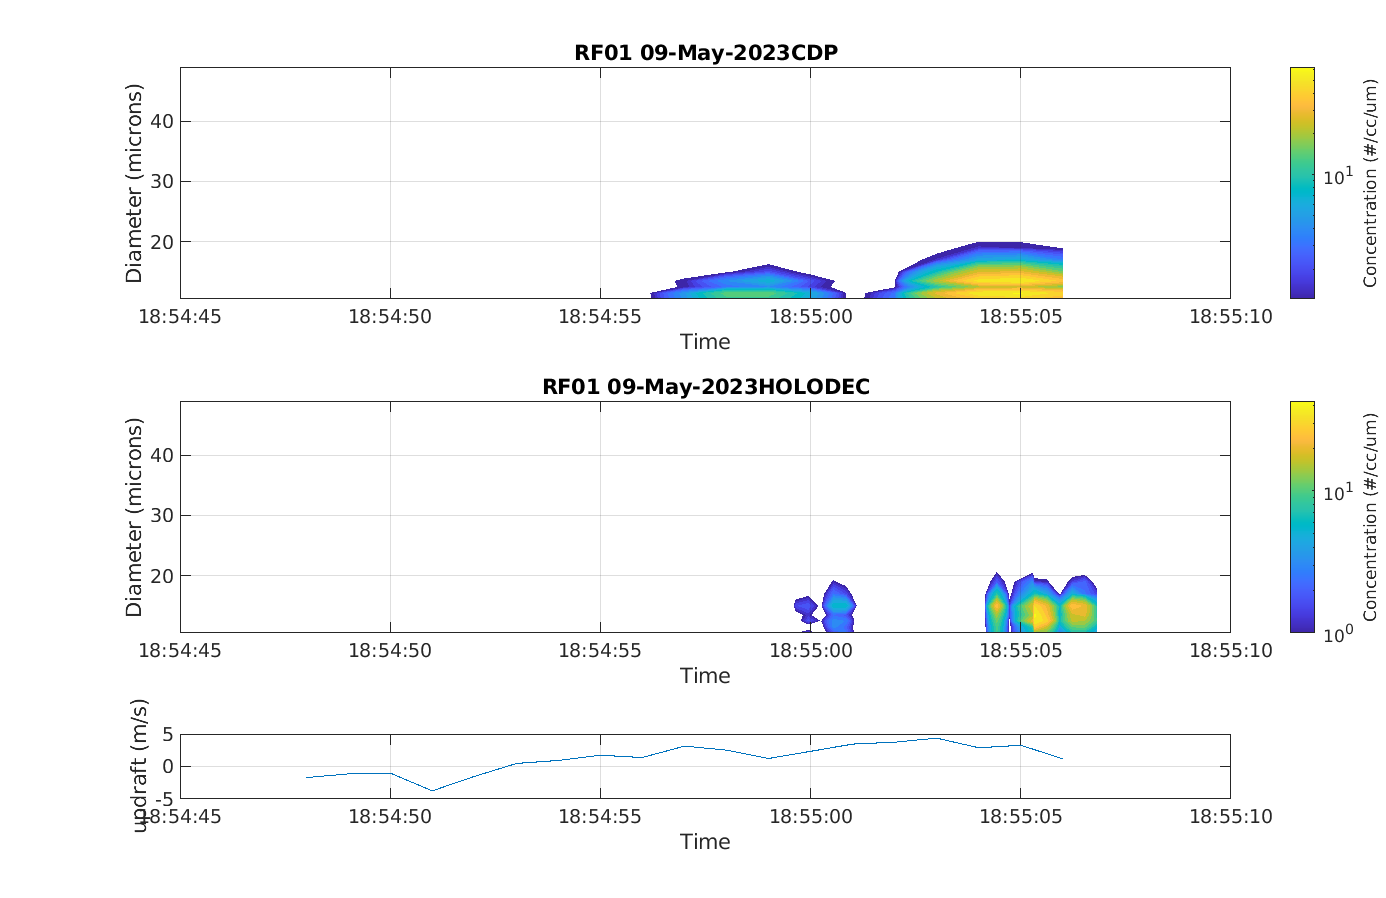 RF01 09-May-2023CDP
Diameter (microns)
40
30
20
18:54:45 18:54:50 18:54:55 18:55:00 18:55:05 18:55:10
Time
10^1
Concentration (#/cc/um)
RF01 09-May-2023HOLODEC
Diameter (microns)
40
30
20
18:54:45 18:54:50 18:54:55 18:55:00 18:55:05 18:55:10
Time
10^1
10^0
Concentration (#/cc/um)
updraft (m/s)
5
0
-5
18:54:45 18:54:50 18:54:55 18:55:00 18:55:05 18:55:10
Time